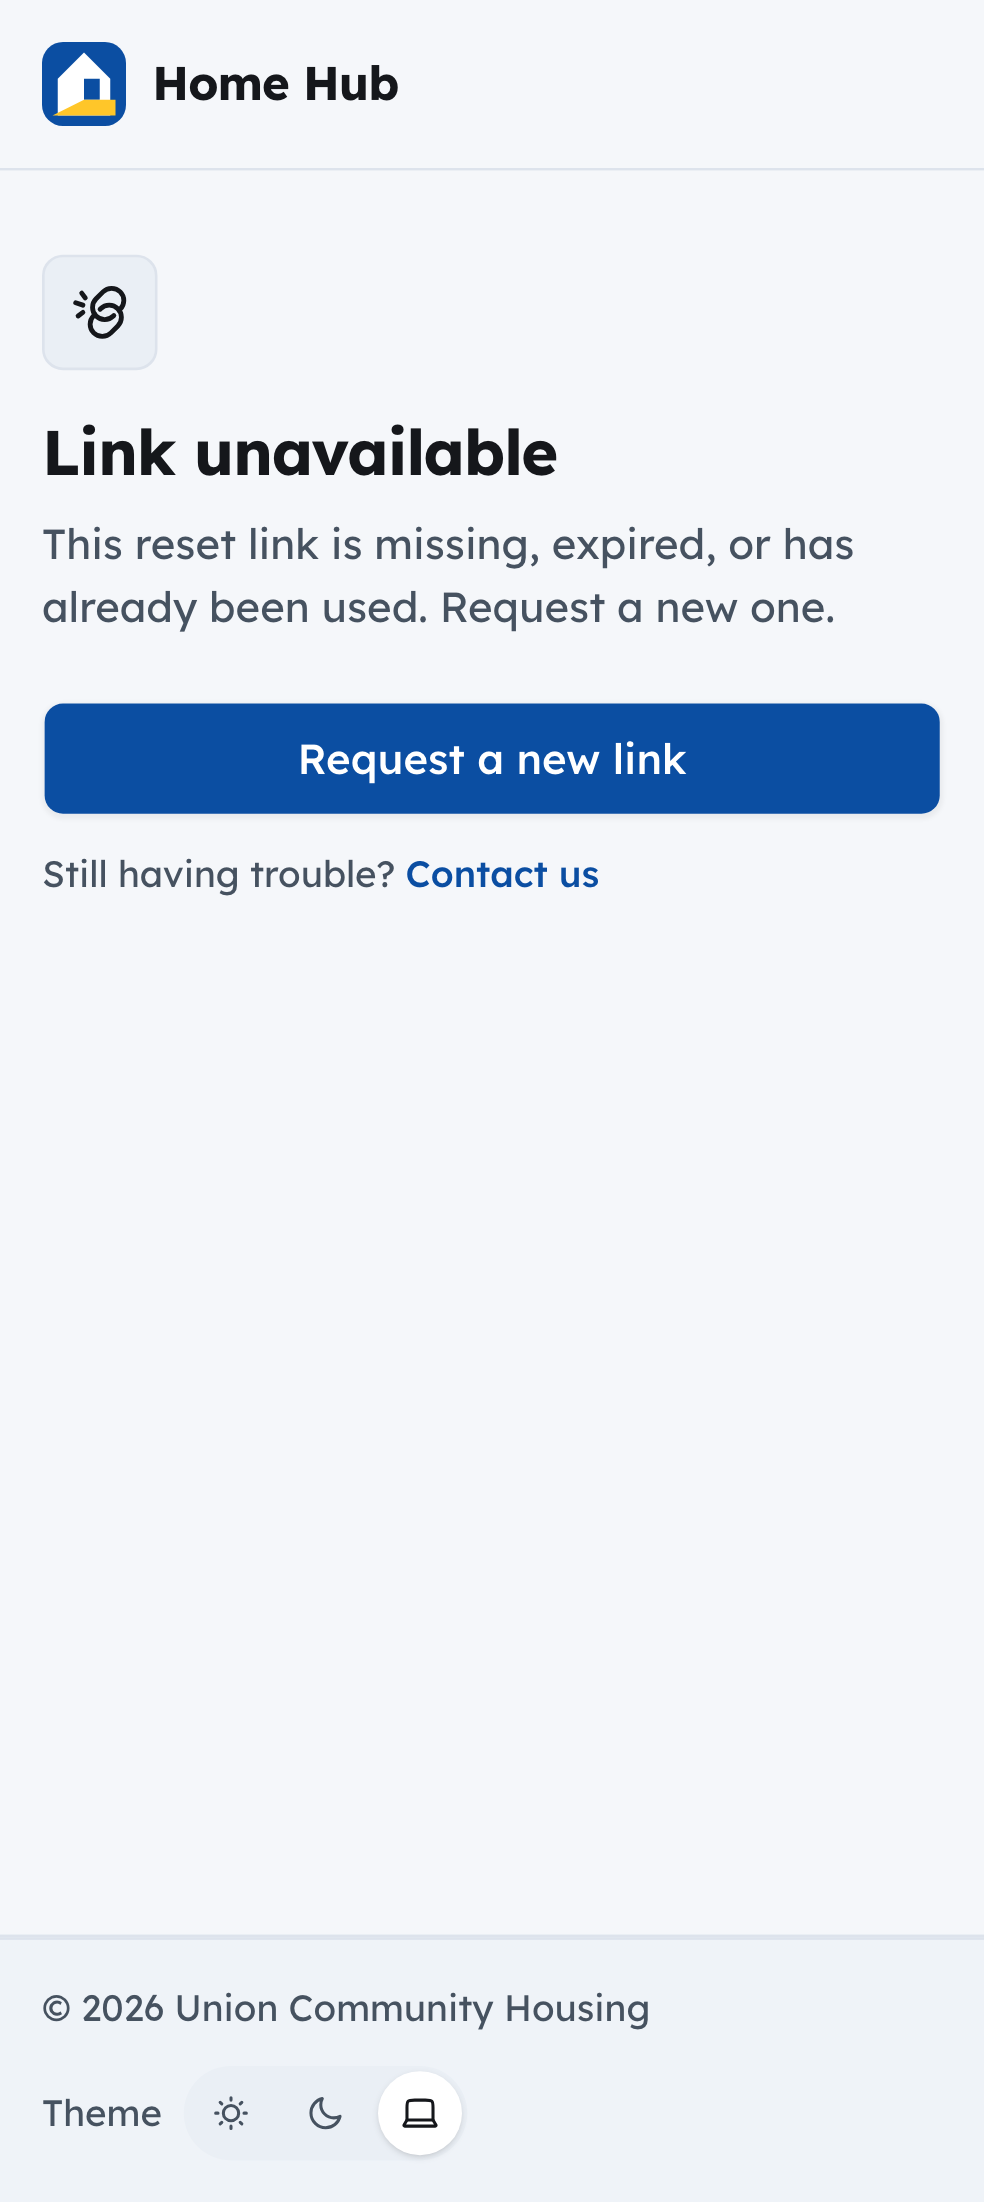 Home Hub
Link unavailable
This reset link is missing, expired, or has
already been used. Request a new one.
Request a new link
Still having trouble? Contact us
© 2026 Union Community Housing
Theme